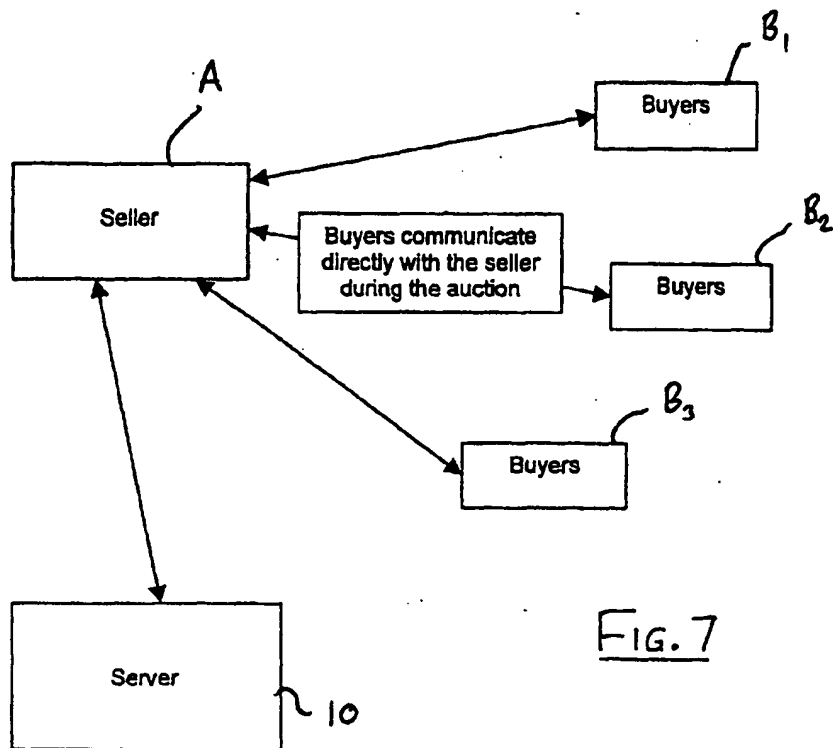 B1
A
Buyers
Seller
B2
Buyers communicate
directly with the seller
during the auction
Buyers
B3
Buyers
FIG. 7
Server
10